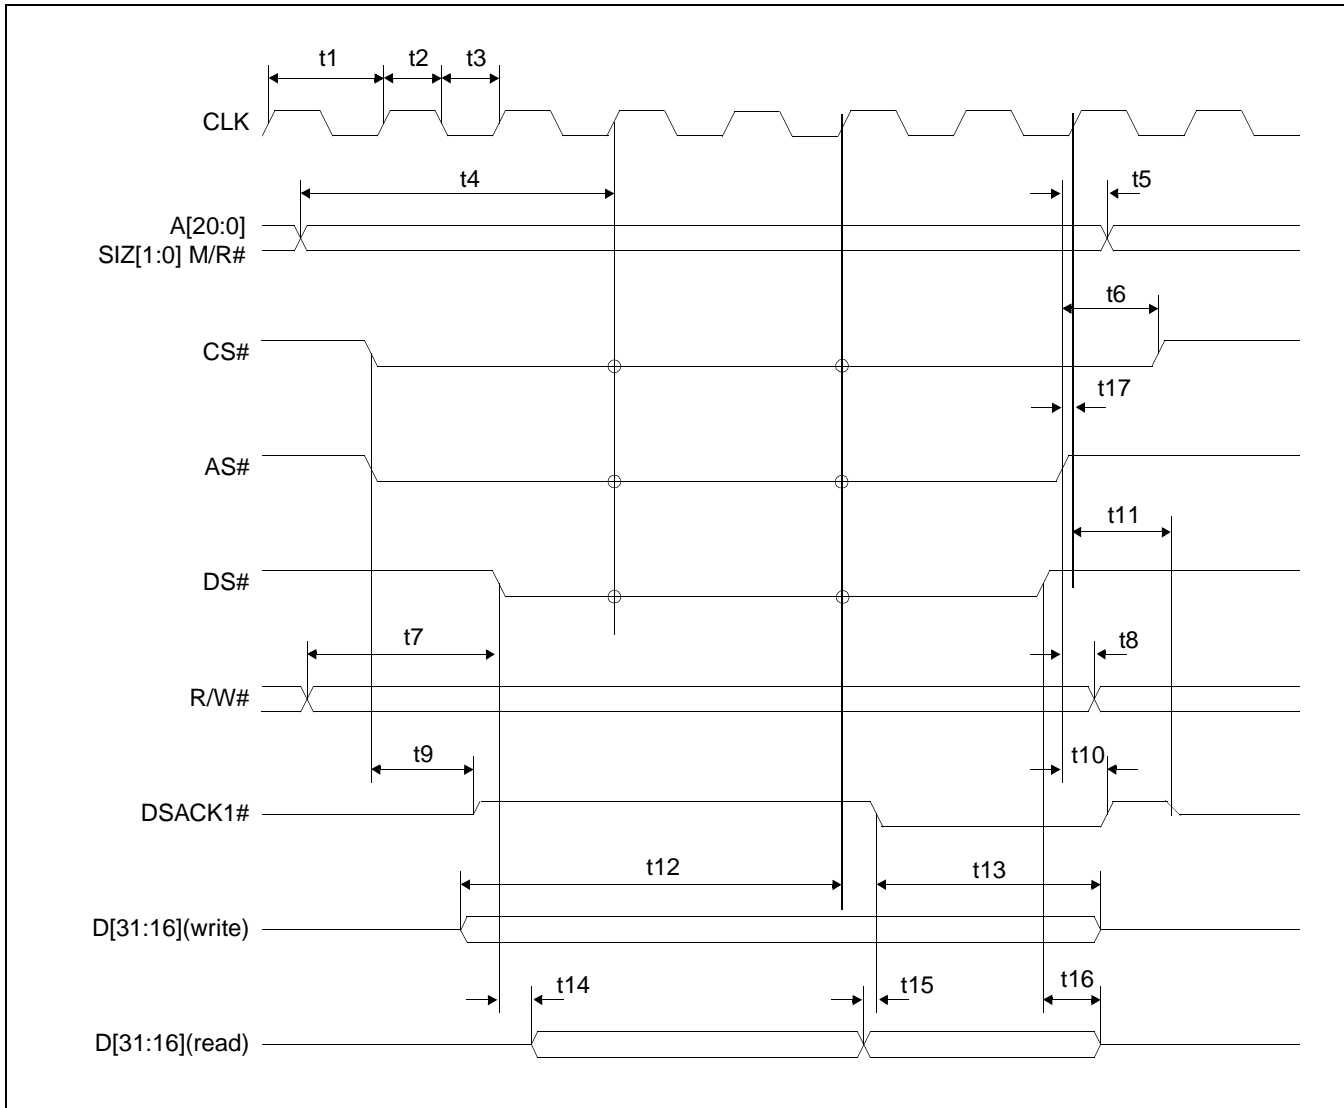 t1 t2 t3
CLK
t4 t5
A[20:0]
SIZ[1:0] M/R#
t6
CS#
t17
AS#
t11
DS#
t7 t8
R/W#
t9 t10
DSACK1#
t12 t13
D[31:16](write)
t14 t15 t16
D[31:16](read)